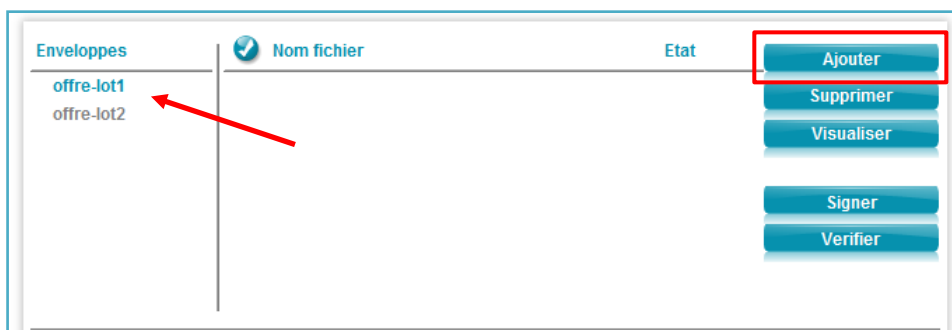 Enveloppes
Nom fichier
Etat
Ajouter
offre-lot1
Supprimer
offre-lot2
Visualiser
Signer
Verifier